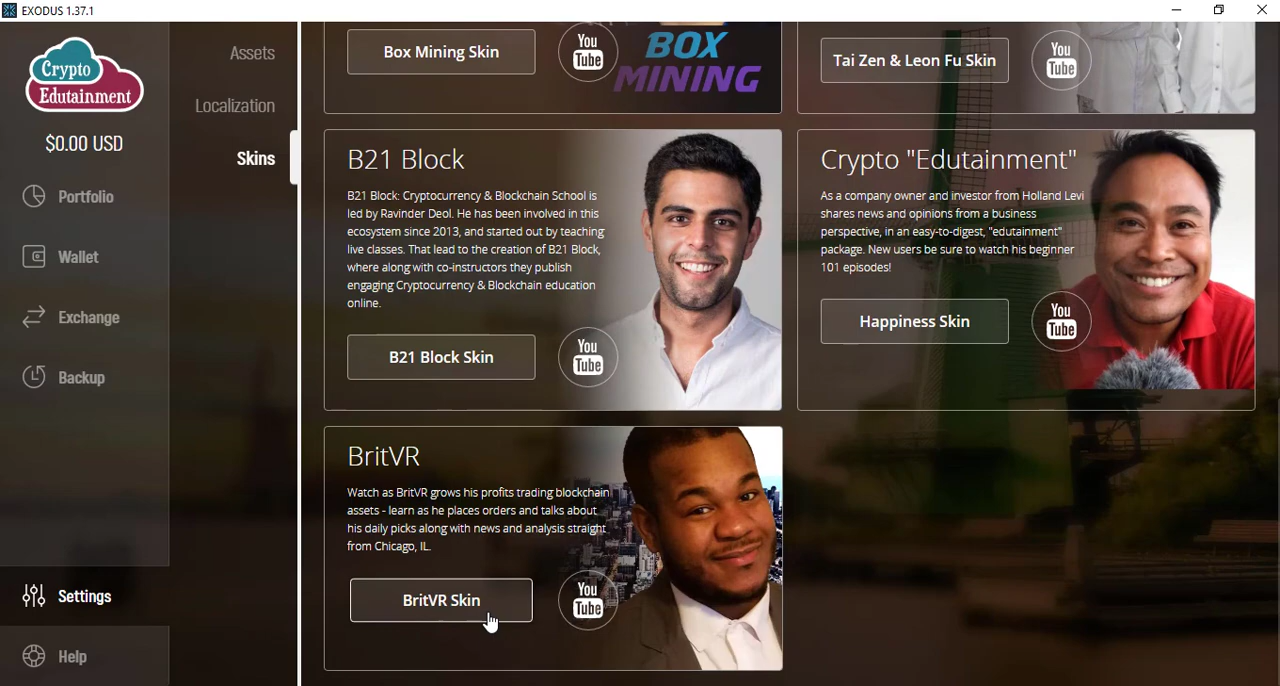 EXODUS 1.37.1
Crypto
Edutainment
$0.00 USD
Portfolio
Wallet
Exchange
Backup
Settings
Help
Assets
Localization
Skins
Box Mining Skin
You
Tube
BOX
MINING
Tai Zen & Leon Fu Skin
You
Tube
B21 Block
B21 Block: Cryptocurrency & Blockchain School is
led by Ravinder Deol. He has been involved in this
ecosystem since 2013, and started out by teaching
live classes. That lead to the creation of B21 Block,
where along with co-instructors they publish
engaging Cryptocurrency & Blockchain education
online.
B21 Block Skin
You
Tube
Crypto "Edutainment"
As a company owner and investor from Holland Levi
shares news and opinions from a business
perspective, in an easy-to-digest, "edutainment"
package. New users be sure to watch his beginner
101 episodes!
Happiness Skin
You
Tube
BritVR
Watch as BritVR grows his profits trading blockchain
assets - learn as he places orders and talks about
his daily picks along with news and analysis straight
from Chicago, IL.
BritVR Skin
You
Tube